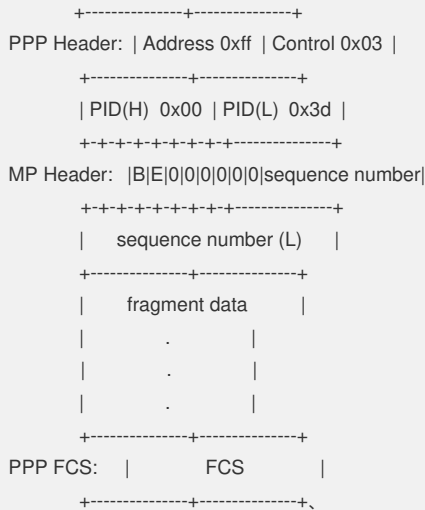 +---------------+---------------+
PPP Header: | Address 0xff | Control 0x03 |
+---------------+---------------+
| PID(H) 0x00 | PID(L) 0x3d |
+-+-+-+-+-+-+-+-+---------------+
MP Header: |B|E|0|0|0|0|0|0|sequence number|
+-+-+-+-+-+-+-+-+---------------+
| sequence number (L) |
+---------------+---------------+
| fragment data |
| . |
| . |
| . |
+---------------+---------------+
PPP FCS: | FCS |
+---------------+---------------+、